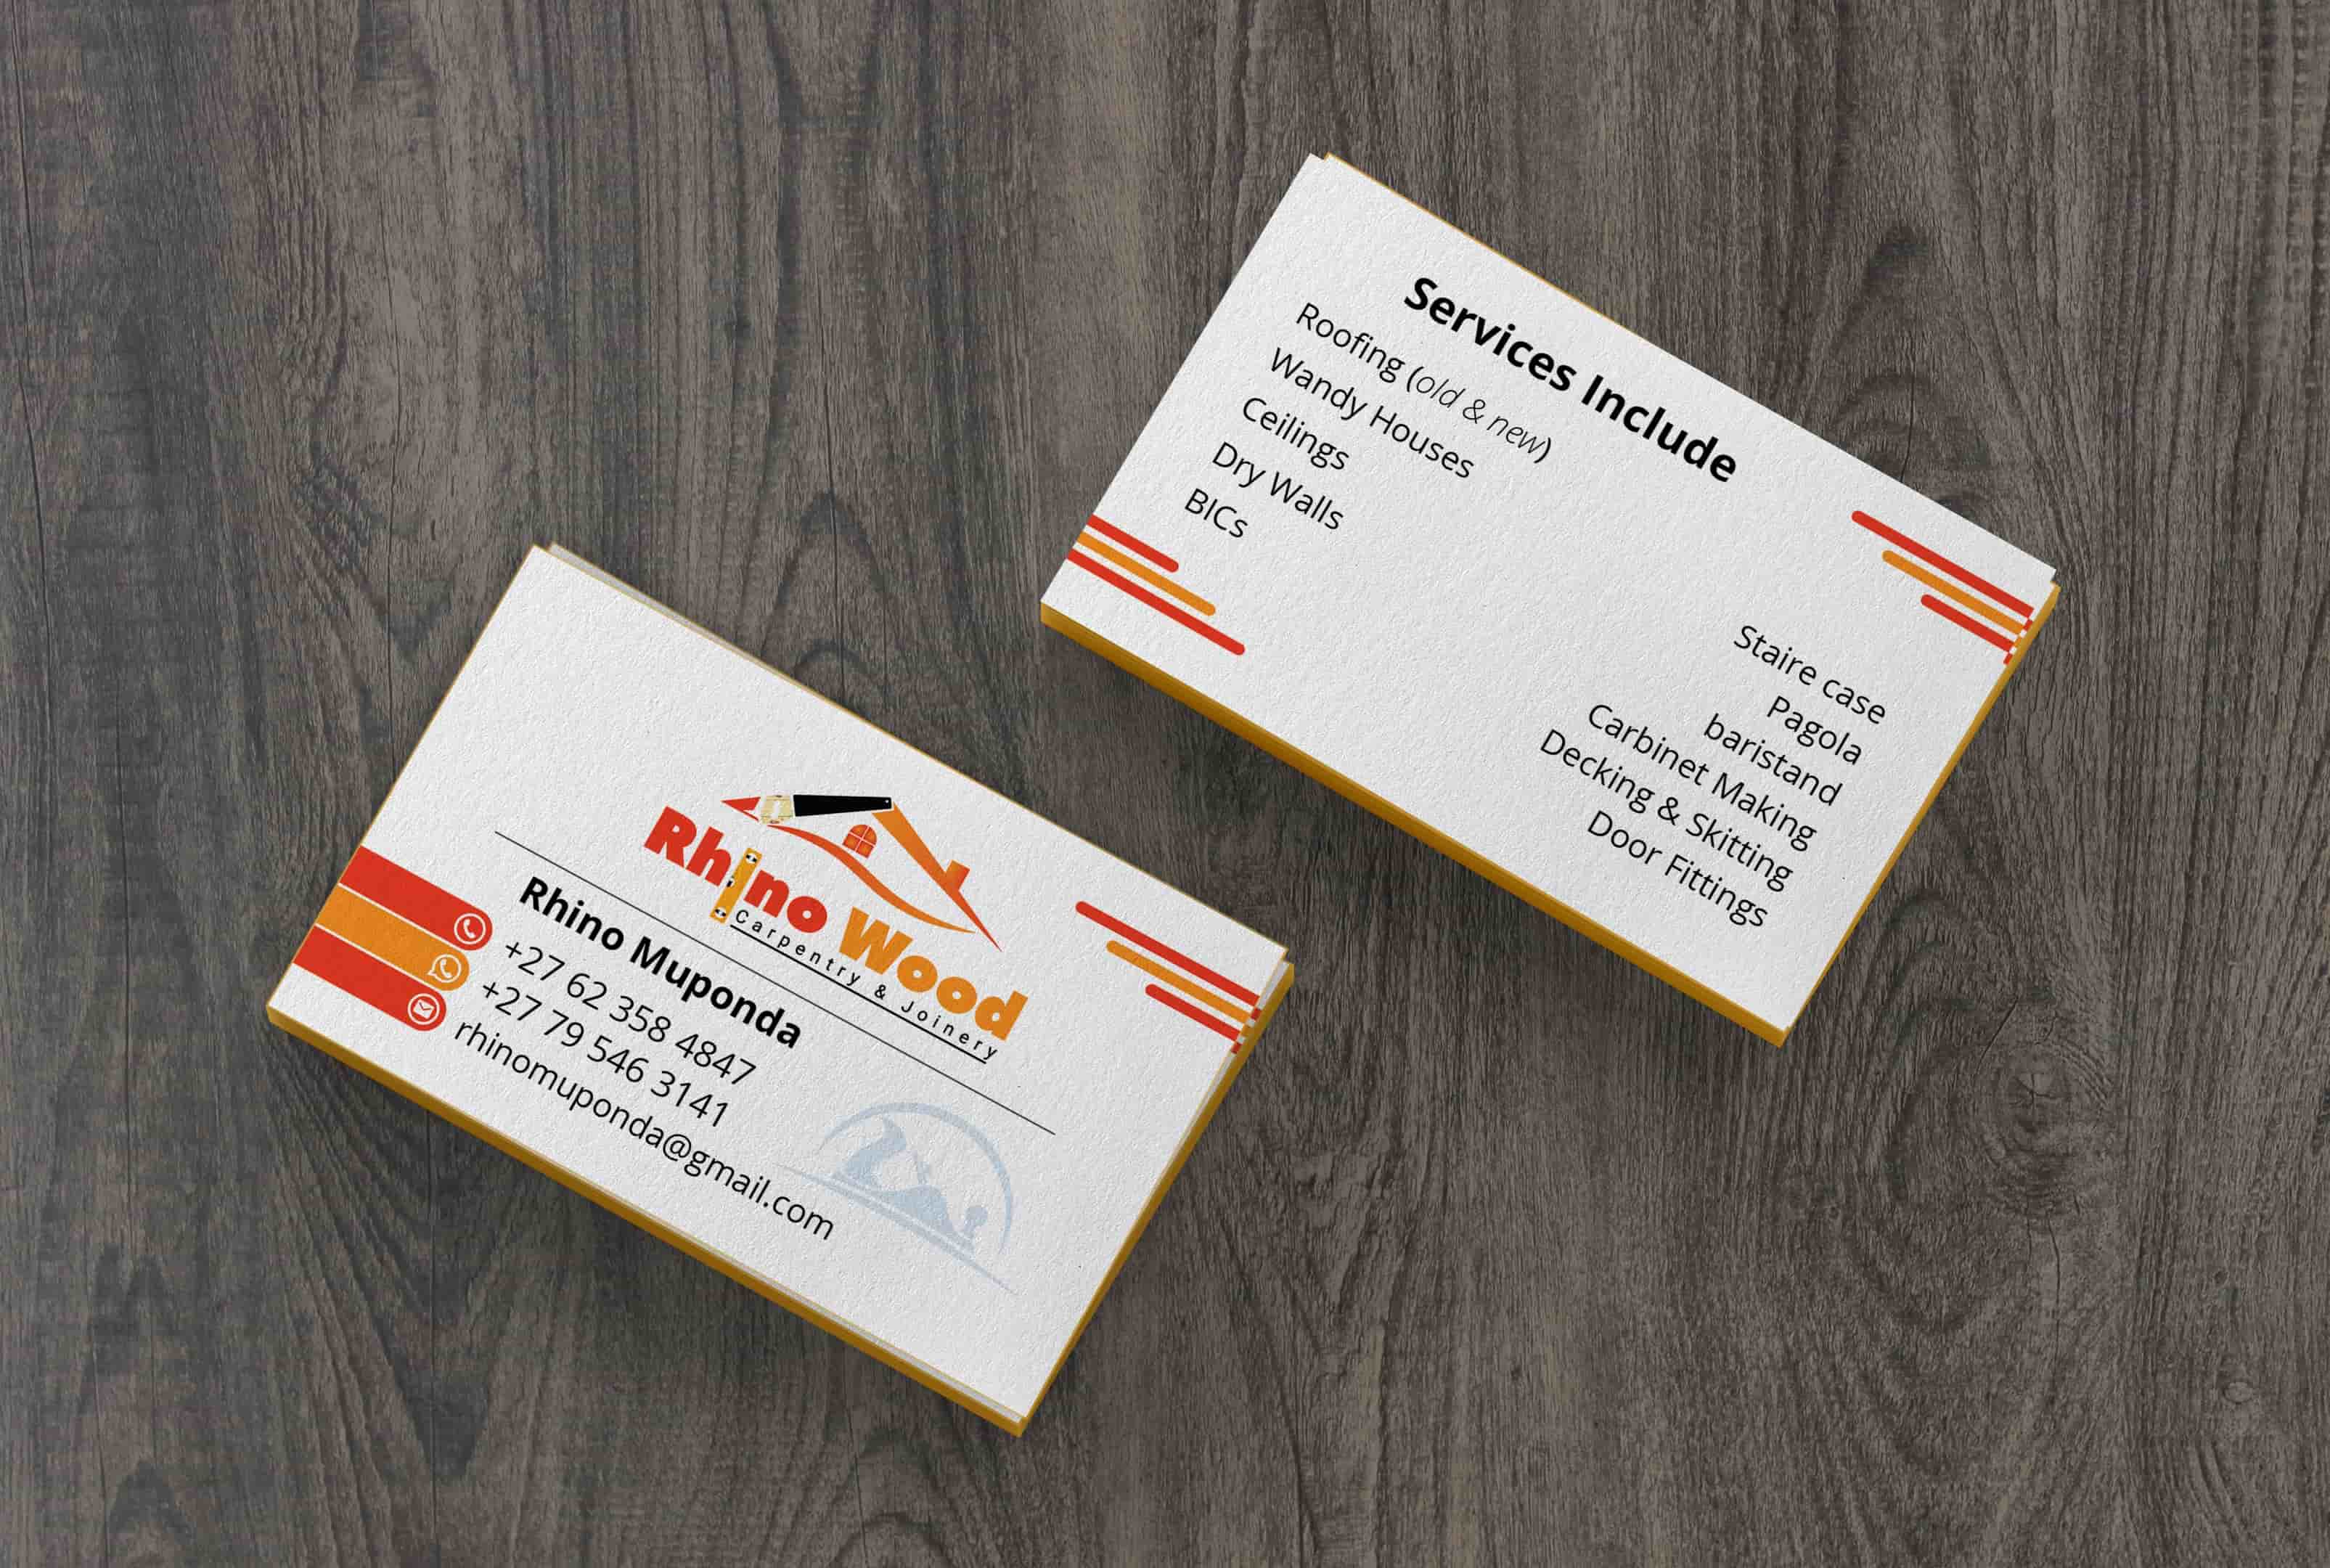 Services Include
Roofing (old & new)
Wandy Houses
Ceilings
Dry Walls
BICs
Staire case
Pagola
baristand
Carbinet Making
Decking & Skitting
Door Fittings
Rhino Wood
Carpentry & Joinery
Rhino Muponda
+27 62 358 4847
+27 79 546 3141
rhinomuponda@gmail.com